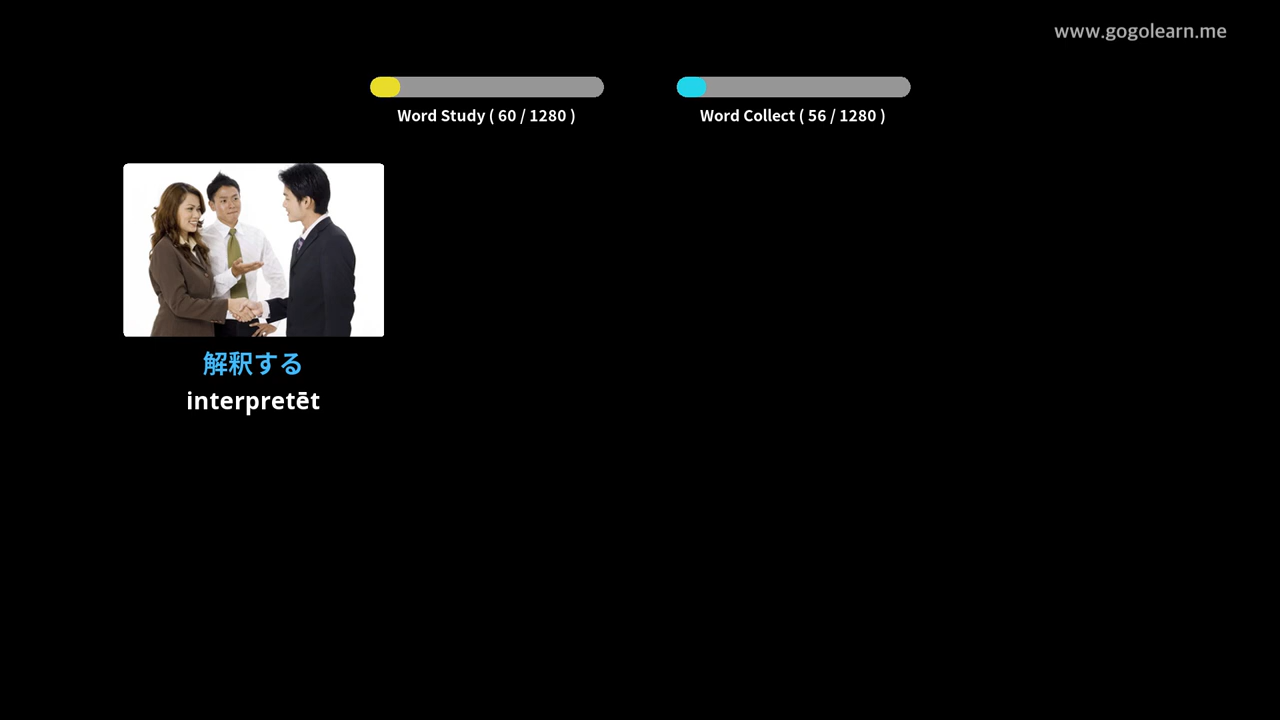 www.gogolearn.me
Word Study ( 60 / 1280 )
Word Collect ( 56 / 1280 )
解釈する
interpretēt